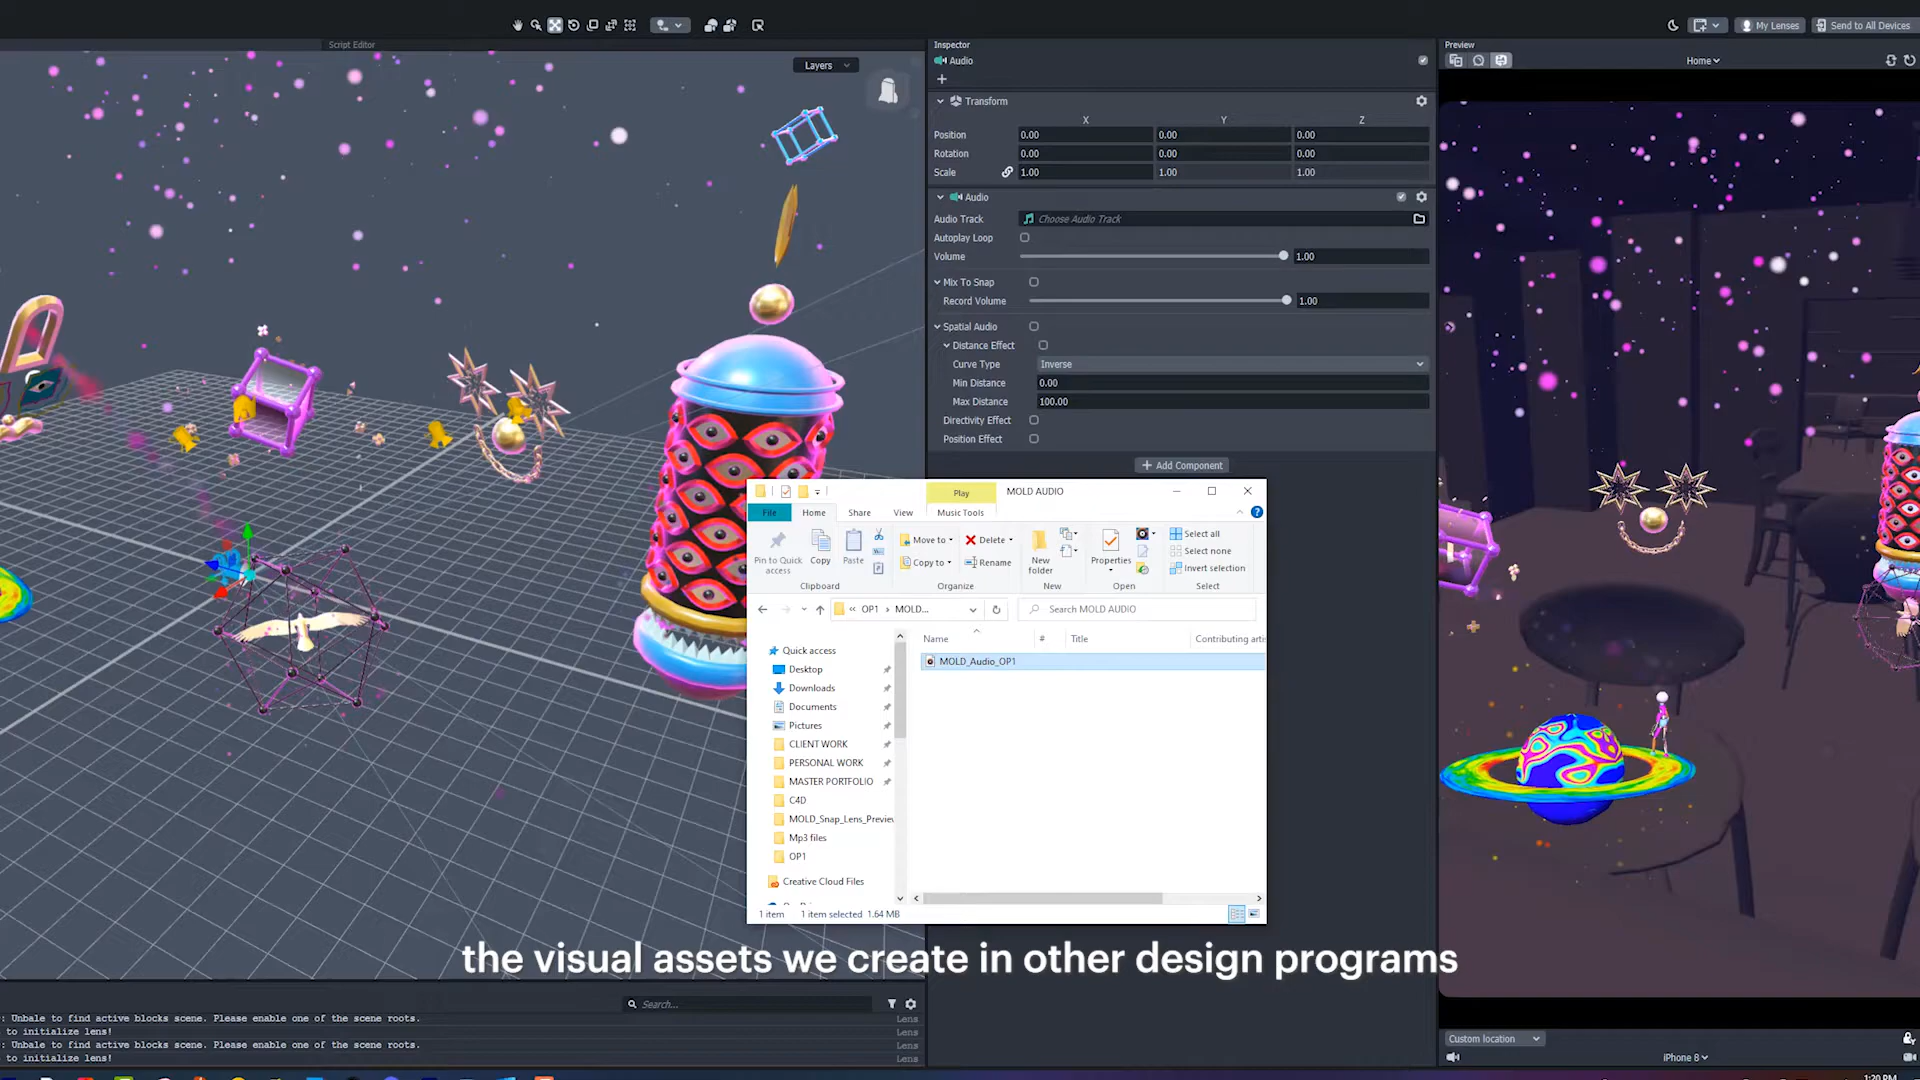 My Lenses
Send to All Devices
Script Editor
Layers
Inspector
Audio
Transform
X Y Z
Position 0.00 0.00 0.00
Rotation 0.00 0.00 0.00
Scale 1.00 1.00 1.00
Audio
Audio Track Choose Audio Track
Autoplay Loop
Volume 1.00
Mix To Snap
Record Volume 1.00
Spatial Audio
Distance Effect
Curve Type Inverse
Min Distance 0.00
Max Distance 100.00
Directivity Effect
Position Effect
+ Add Component
Preview
Home
Play MOLD AUDIO
File Home Share View Music Tools
Pin to Quick access
Copy
Paste
Clipboard
Move to
Copy to
Delete
Rename
Organize
New folder
New
Properties
Open
Select all
Select none
Invert selection
Select
« OP1 › MOLD...
Search MOLD AUDIO
Name # Title Contributing artis
MOLD_Audio_OP1
Quick access
Desktop
Downloads
Documents
Pictures
CLIENT WORK
PERSONAL WORK
MASTER PORTFOLIO
C4D
MOLD_Snap_Lens_Preview
Mp3 files
OP1
Creative Cloud Files
1 item 1 item selected 1.64 MB
the visual assets we create in other design programs
Search...
: Unbale to find active blocks scene. Please enable one of the scene roots. Lens
to initialize lens! Lens
: Unbale to find active blocks scene. Please enable one of the scene roots. Lens
to initialize lens! Lens
Custom location
iPhone 8
1:20 PM